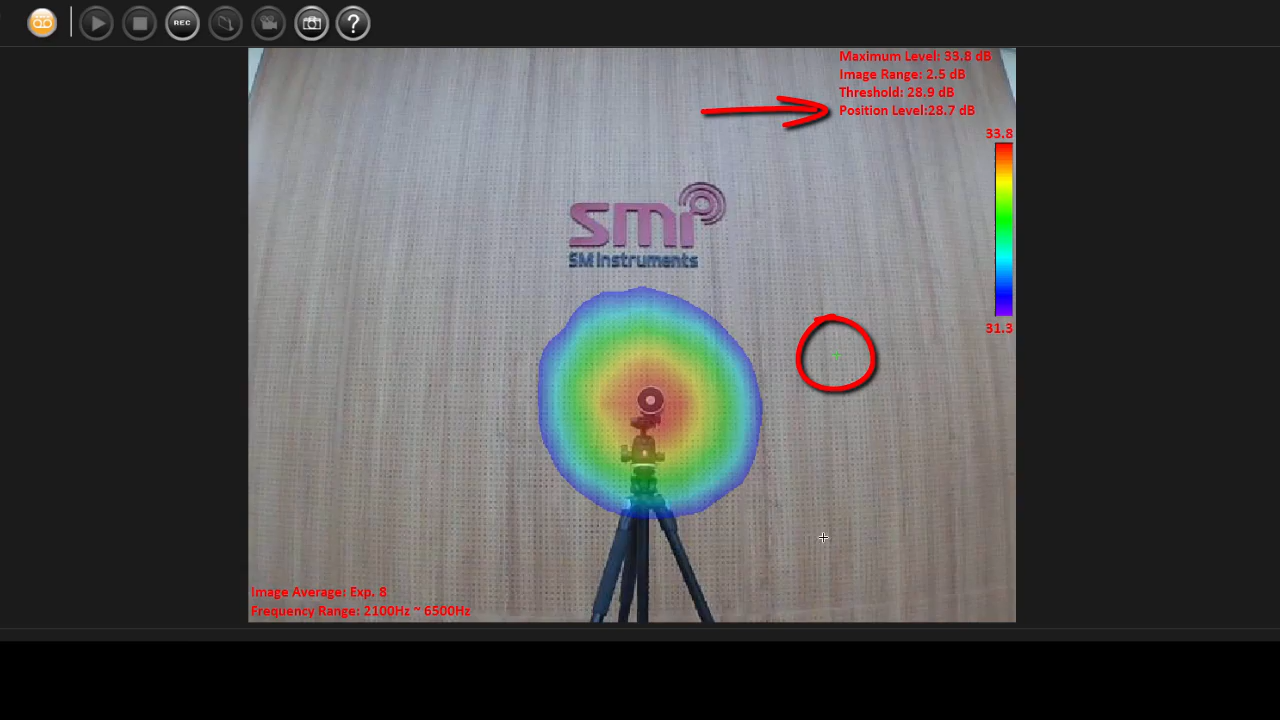 REC
?
Maximum Level: 33.8 dB
Image Range: 2.5 dB
Threshold: 28.9 dB
Position Level:28.7 dB
33.8
smi
SM Instruments
31.3
Image Average: Exp. 8
Frequency Range: 2100Hz ~ 6500Hz